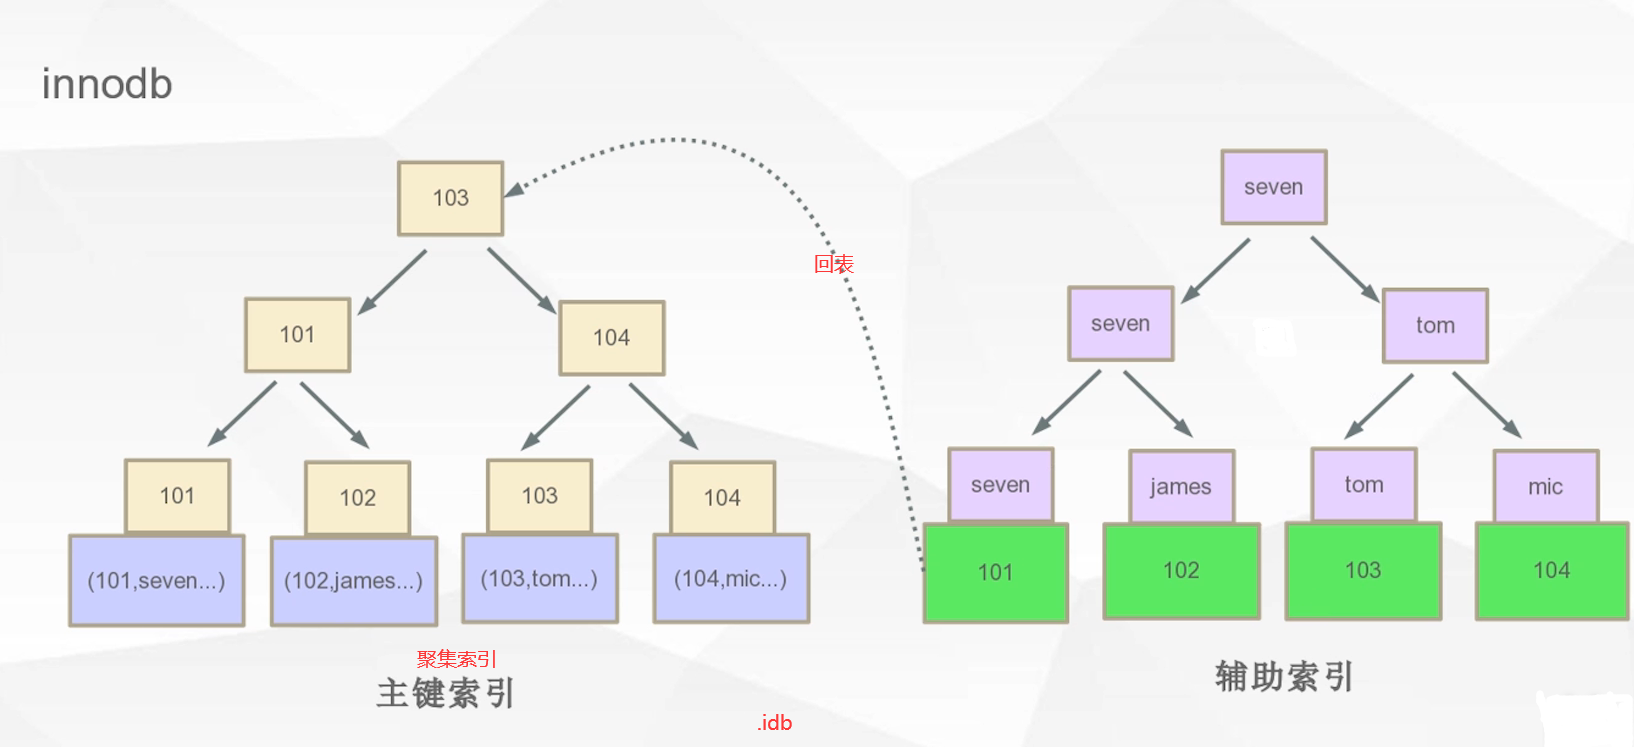 innodb
103
seven
回表
101
104
seven
tom
101
102
103
104
seven
james
tom
mic
(101,seven...)
(102,james...)
(103,tom...)
(104,mic...)
101
102
103
104
聚集索引
主键索引
辅助索引
.idb